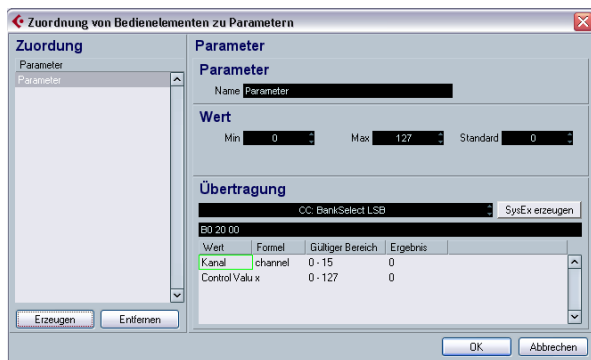 Zuordnung von Bedienelementen zu Parametern
Zuordung
Parameter
Parameter
Erzeugen
Entfernen
Parameter
Parameter
Name Parameter
Wert
Min 0 Max 127 Standard 0
Übertragung
CC: BankSelect LSB
SysEx erzeugen
B0 20 00
Wert Formel Gültiger Bereich Ergebnis
Kanal channel 0 - 15 0
Control Valu x 0 - 127 0
OK
Abbrechen